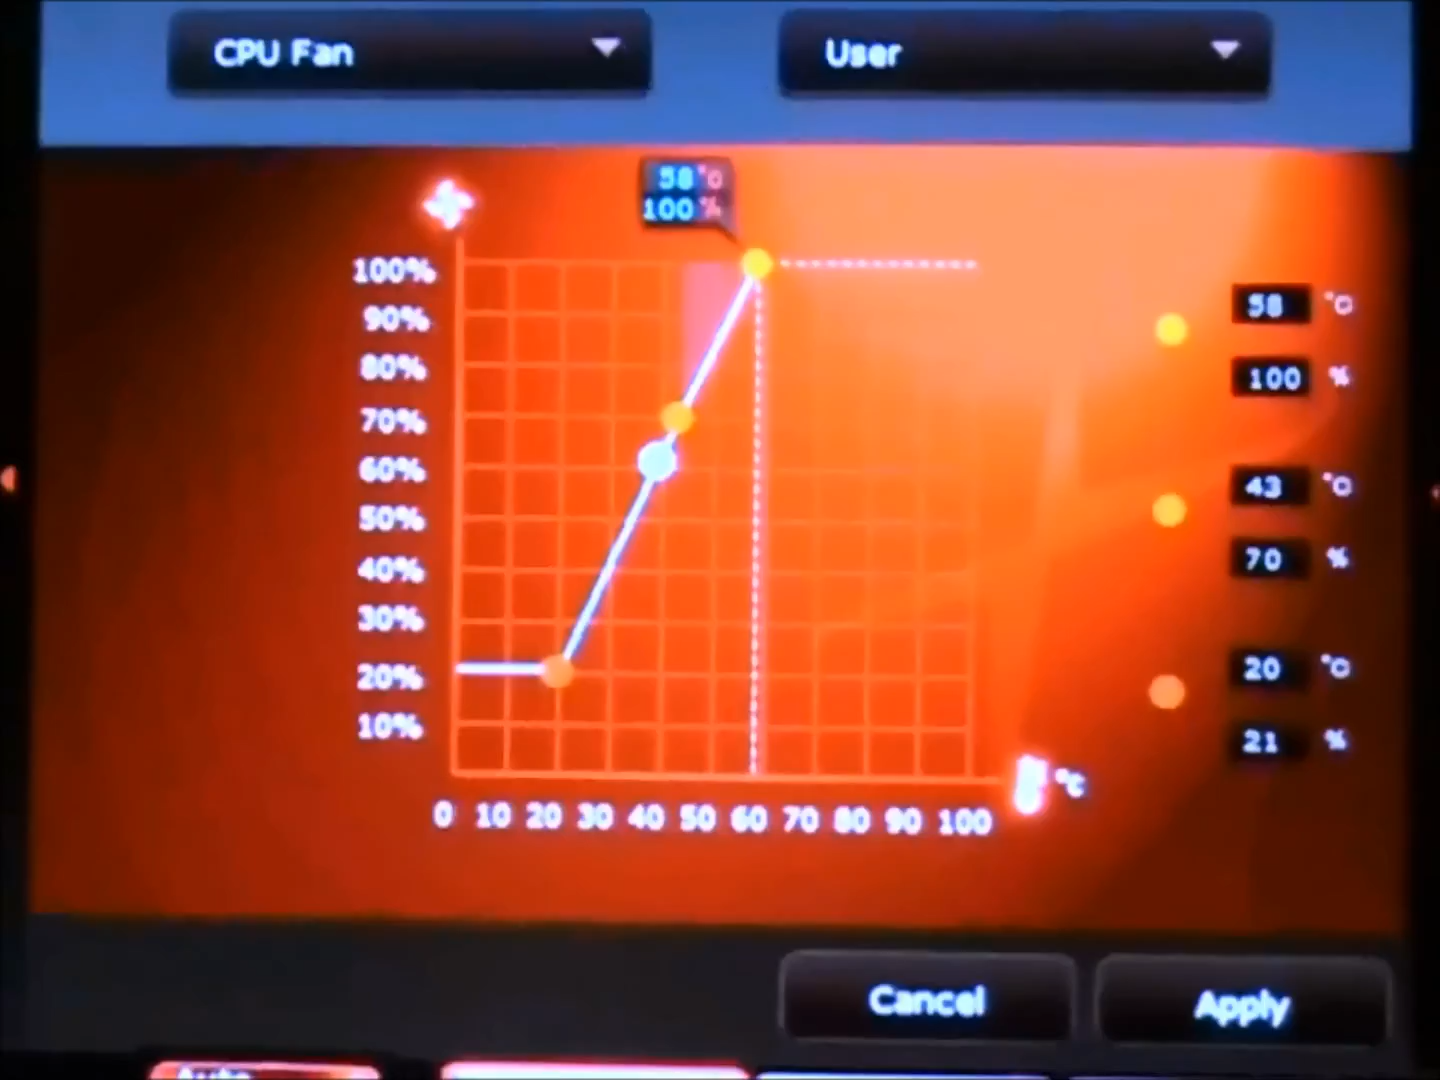 CPU Fan
User
58 °C
100 %
100%
90%
80%
70%
60%
50%
40%
30%
20%
10%
0 10 20 30 40 50 60 70 80 90 100
°C
58 °C
100 %
43 °C
70 %
20 °C
21 %
Cancel
Apply
Auto